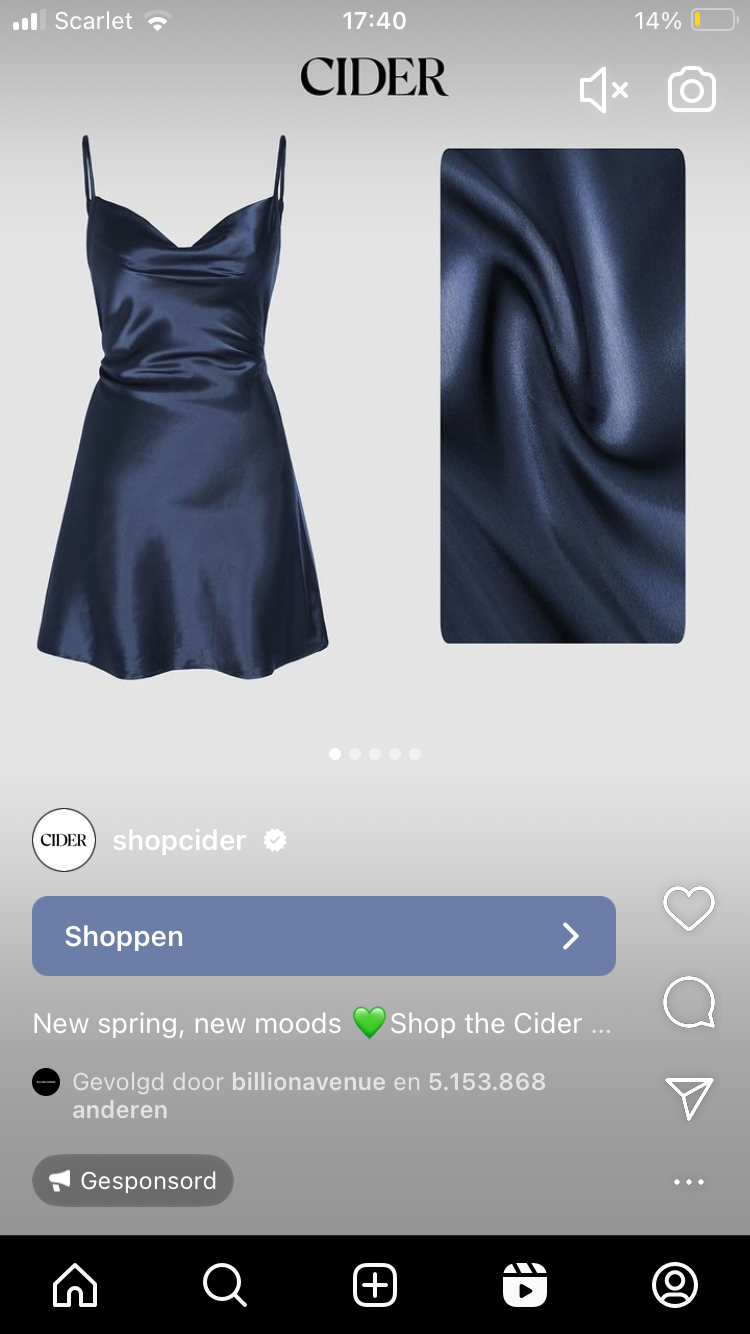 Scarlet 17:40 14%
CIDER
CIDER shopcider
Shoppen
New spring, new moods 💚Shop the Cider ...
Gevolgd door billionavenue en 5.153.868
anderen
Gesponsord